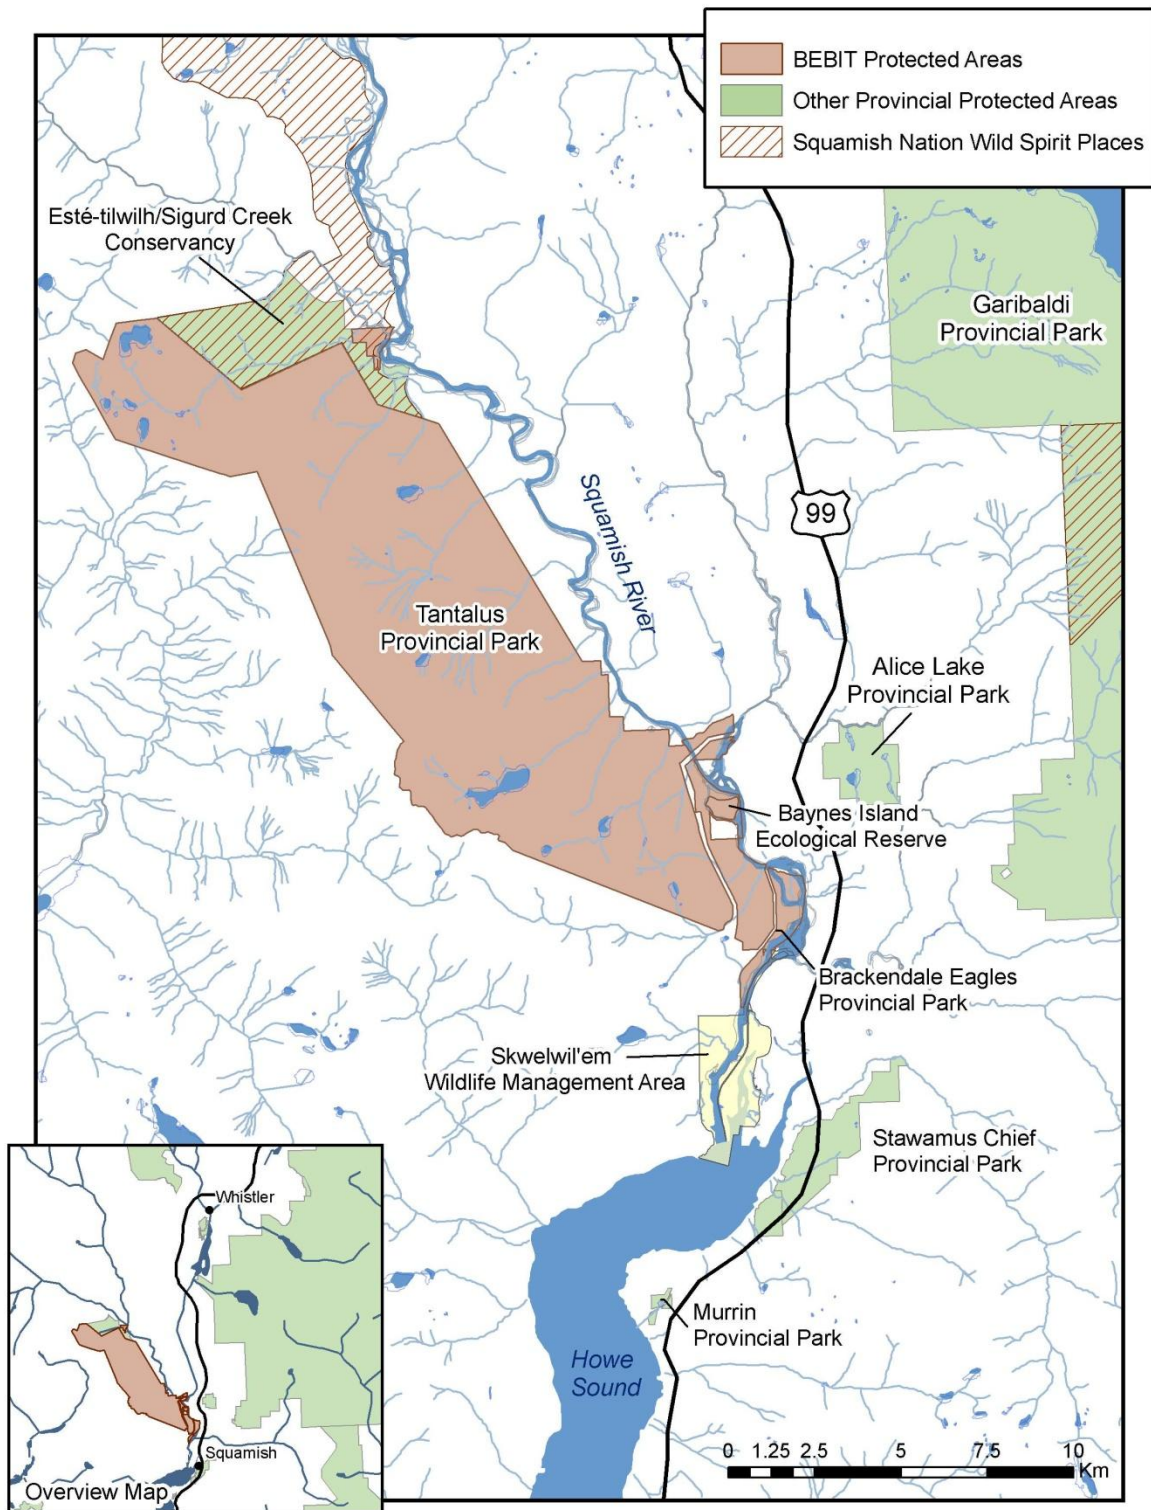 BEBIT Protected Areas
Other Provincial Protected Areas
Squamish Nation Wild Spirit Places
Esté-tilwilh/Sigurd Creek
Conservancy
Garibaldi
Provincial Park
99
Squamish River
Tantalus
Provincial Park
Alice Lake
Provincial Park
Baynes Island
Ecological Reserve
Brackendale Eagles
Provincial Park
Skwelwil'em
Wildlife Management Area
Stawamus Chief
Provincial Park
Murrin
Provincial Park
Howe
Sound
Whistler
Squamish
Overview Map
0 1.25 2.5 5 7.5 10
Km